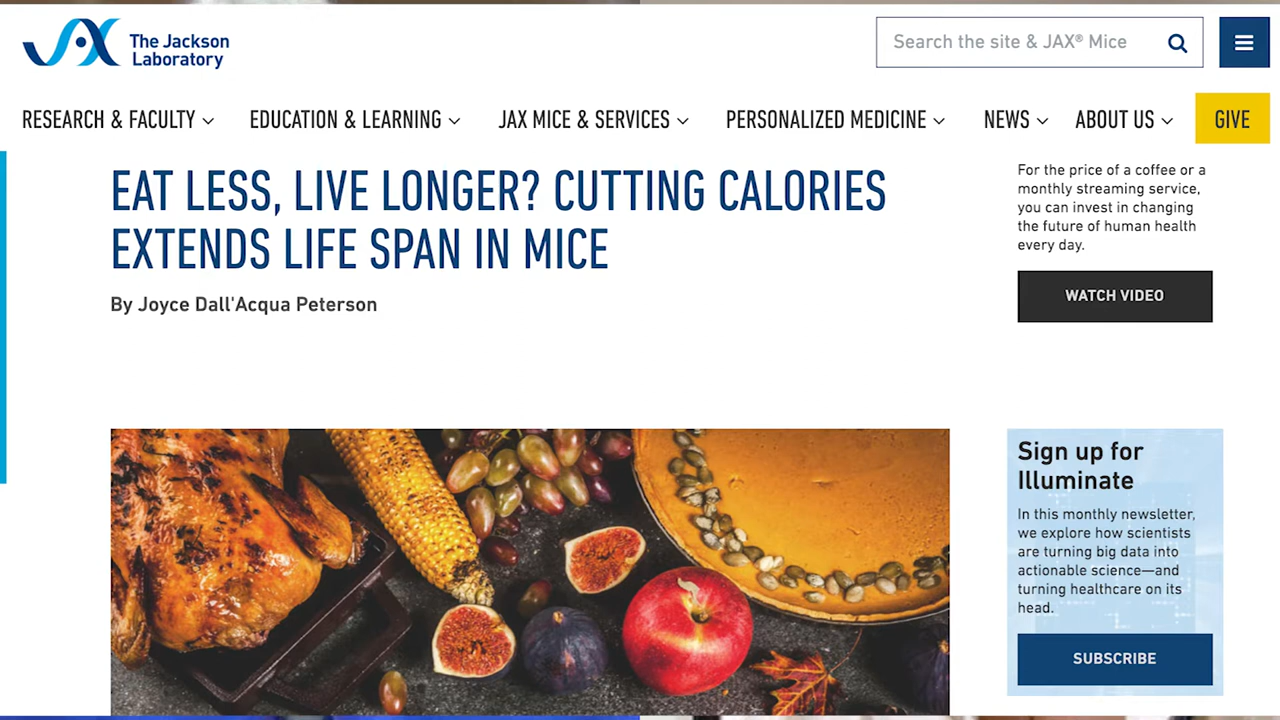 The Jackson
Laboratory
Search the site & JAX® Mice
RESEARCH & FACULTY
EDUCATION & LEARNING
JAX MICE & SERVICES
PERSONALIZED MEDICINE
NEWS
ABOUT US
GIVE
EAT LESS, LIVE LONGER? CUTTING CALORIES
EXTENDS LIFE SPAN IN MICE
By Joyce Dall'Acqua Peterson
For the price of a coffee or a
monthly streaming service,
you can invest in changing
the future of human health
every day.
WATCH VIDEO
Sign up for
Illuminate
In this monthly newsletter,
we explore how scientists
are turning big data into
actionable science—and
turning healthcare on its
head.
SUBSCRIBE